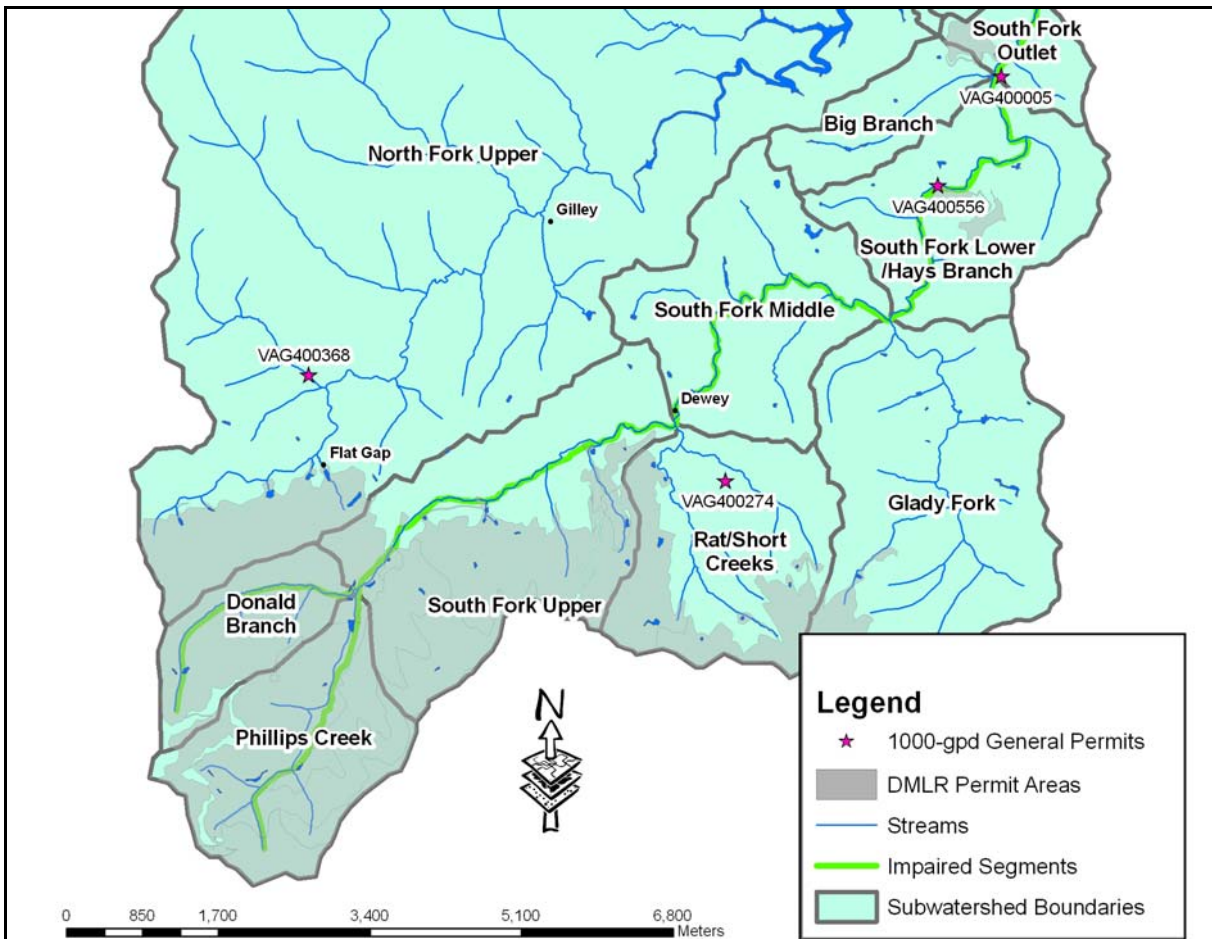 South Fork
Outlet
VAG400005
Big Branch
North Fork Upper
VAG400556
Gilley
South Fork Lower
/Hays Branch
South Fork Middle
VAG400368
Dewey
Flat Gap
VAG400274
Glady Fork
Rat/Short
Creeks
Donald
Branch
South Fork Upper
Phillips Creek
N
Legend
1000-gpd General Permits
DMLR Permit Areas
Streams
Impaired Segments
Subwatershed Boundaries
0 850 1,700 3,400 5,100 6,800
Meters